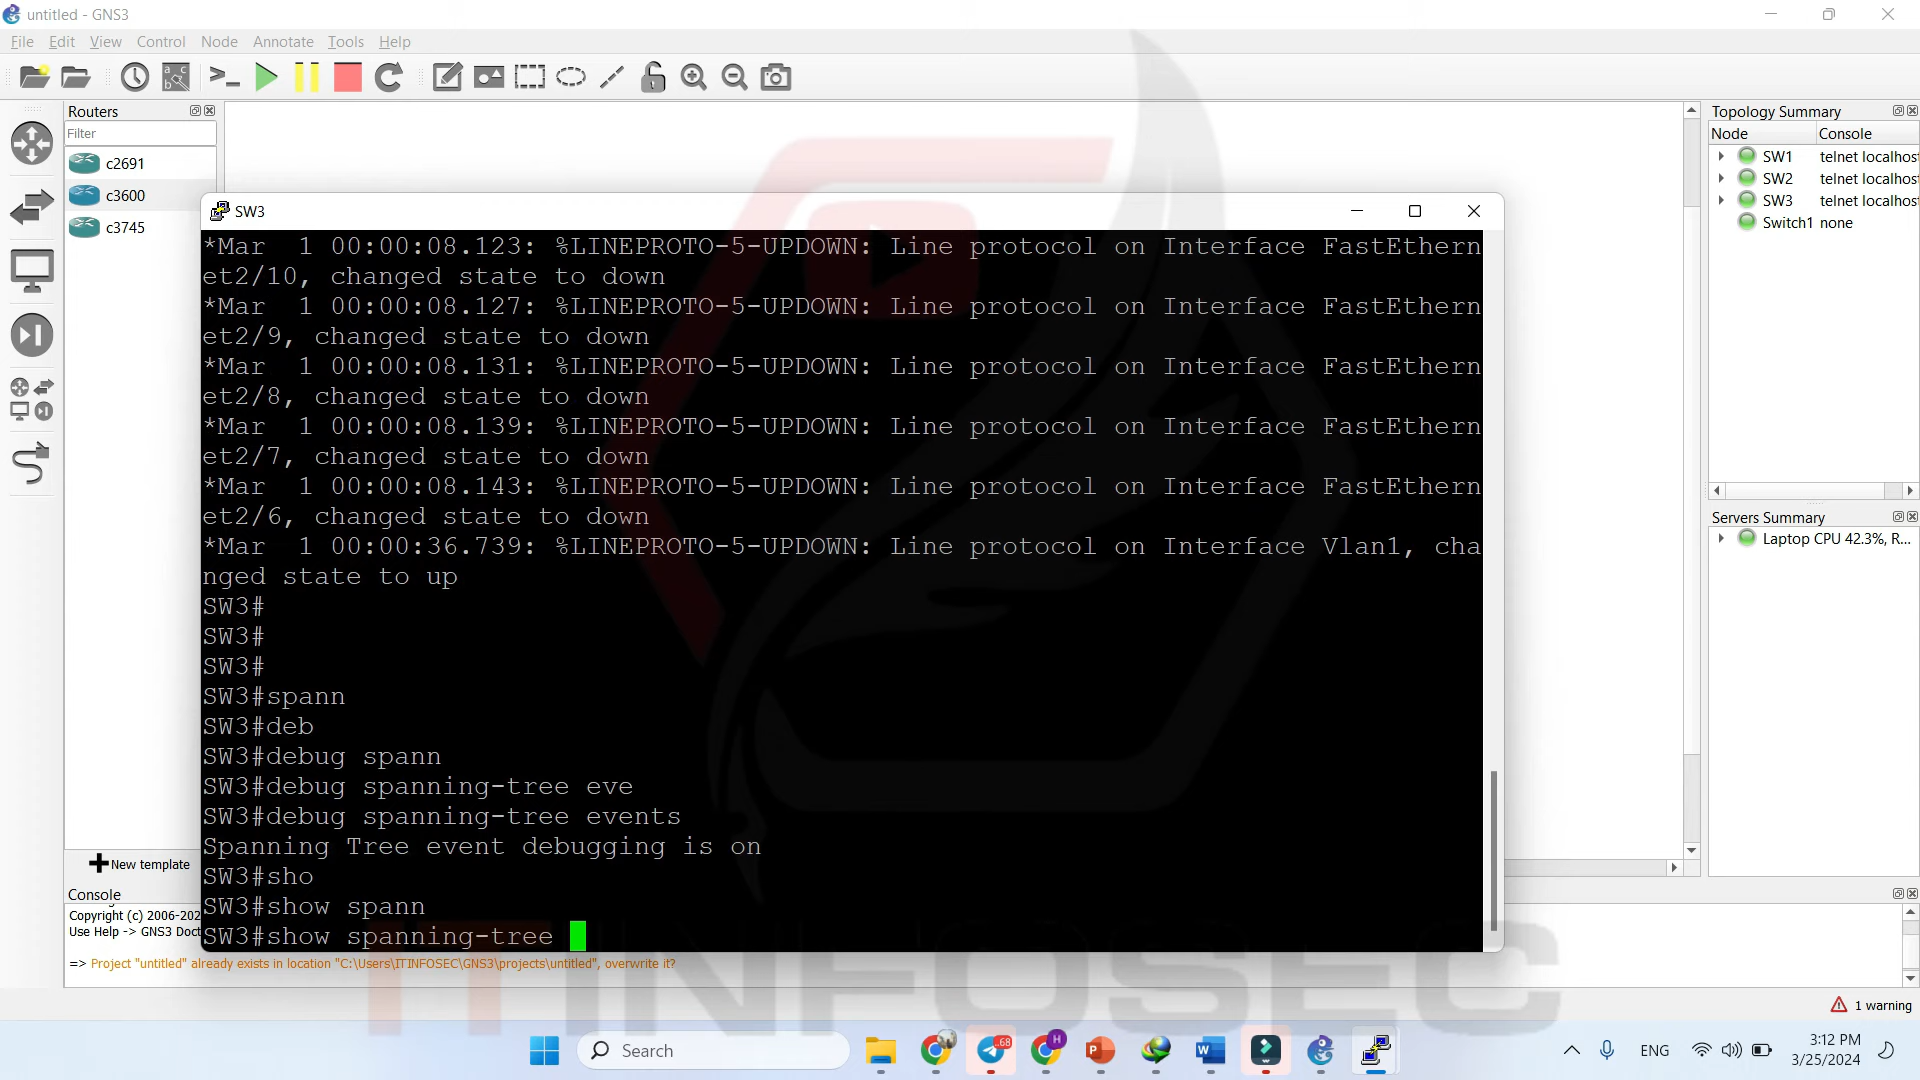 untitled - GNS3
File Edit View Control Node Annotate Tools Help
Routers
Filter
c2691
c3600
c3745
New template
SW3
*Mar  1 00:00:08.123: %LINEPROTO-5-UPDOWN: Line protocol on Interface FastEthern
et2/10, changed state to down
*Mar  1 00:00:08.127: %LINEPROTO-5-UPDOWN: Line protocol on Interface FastEthern
et2/9, changed state to down
*Mar  1 00:00:08.131: %LINEPROTO-5-UPDOWN: Line protocol on Interface FastEthern
et2/8, changed state to down
*Mar  1 00:00:08.139: %LINEPROTO-5-UPDOWN: Line protocol on Interface FastEthern
et2/7, changed state to down
*Mar  1 00:00:08.143: %LINEPROTO-5-UPDOWN: Line protocol on Interface FastEthern
et2/6, changed state to down
*Mar  1 00:00:36.739: %LINEPROTO-5-UPDOWN: Line protocol on Interface Vlan1, cha
nged state to up
SW3#
SW3#
SW3#
SW3#spann
SW3#deb
SW3#debug spann
SW3#debug spanning-tree eve
SW3#debug spanning-tree events
Spanning Tree event debugging is on
SW3#sho
SW3#show spann
SW3#show spanning-tree
Topology Summary
Node Console
SW1 telnet localhos
SW2 telnet localhos
SW3 telnet localhos
Switch1 none
Servers Summary
Laptop CPU 42.3%, R...
Console
Copyright (c) 2006-202
Use Help -> GNS3 Doct
=> Project "untitled" already exists in location "C:\Users\ITINFOSEC\GNS3\projects\untitled", overwrite it?
ITINFOSEC
1 warning
Search
68
H
ENG
3:12 PM
3/25/2024